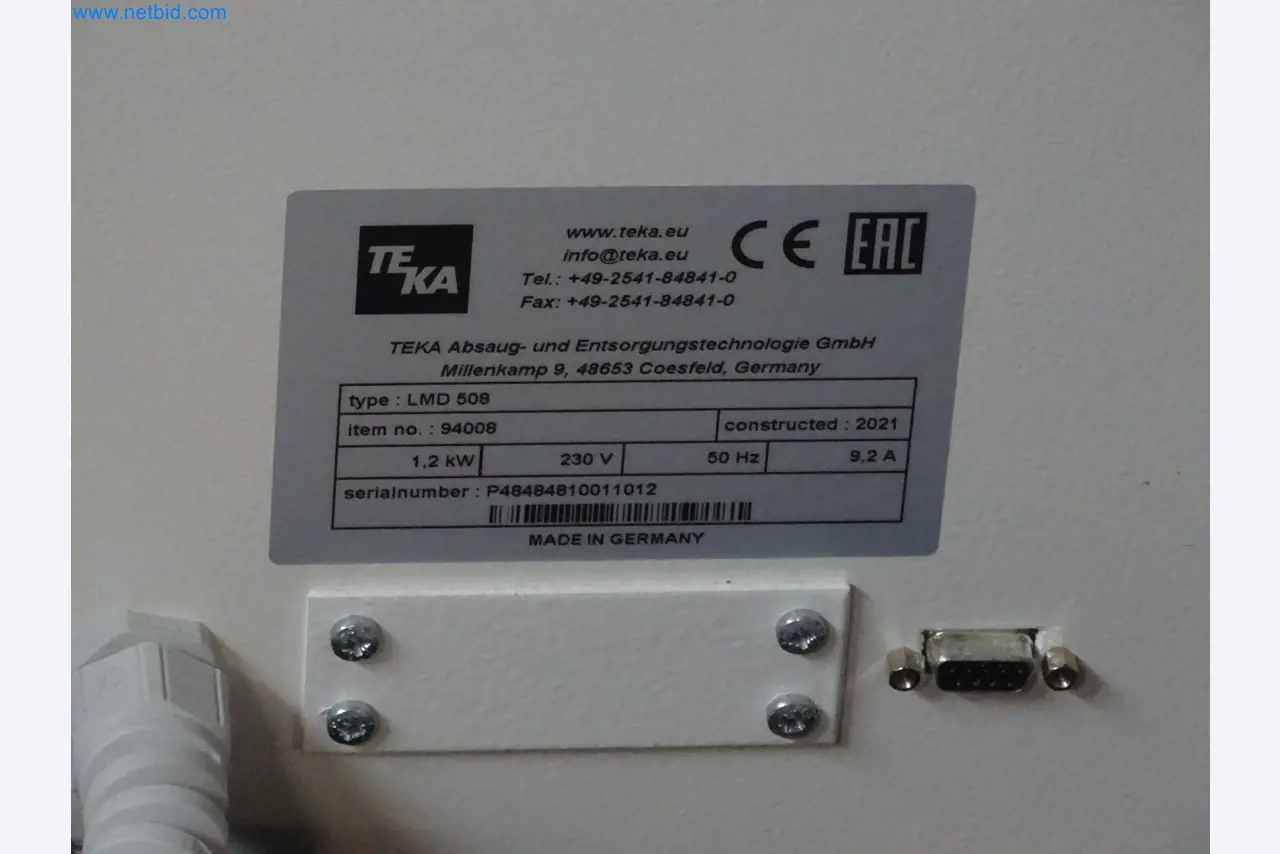 www.netbid.com
TEKA
www.teka.eu
info@teka.eu
Tel.: +49-2541-84841-0
Fax: +49-2541-84841-0
CE
EAC
TEKA Absaug- und Entsorgungstechnologie GmbH
Millenkamp 9, 48653 Coesfeld, Germany
type : LMD 508
item no. : 94008 constructed : 2021
1,2 kW 230 V 50 Hz 9,2 A
serialnumber : P48484810011012
MADE IN GERMANY